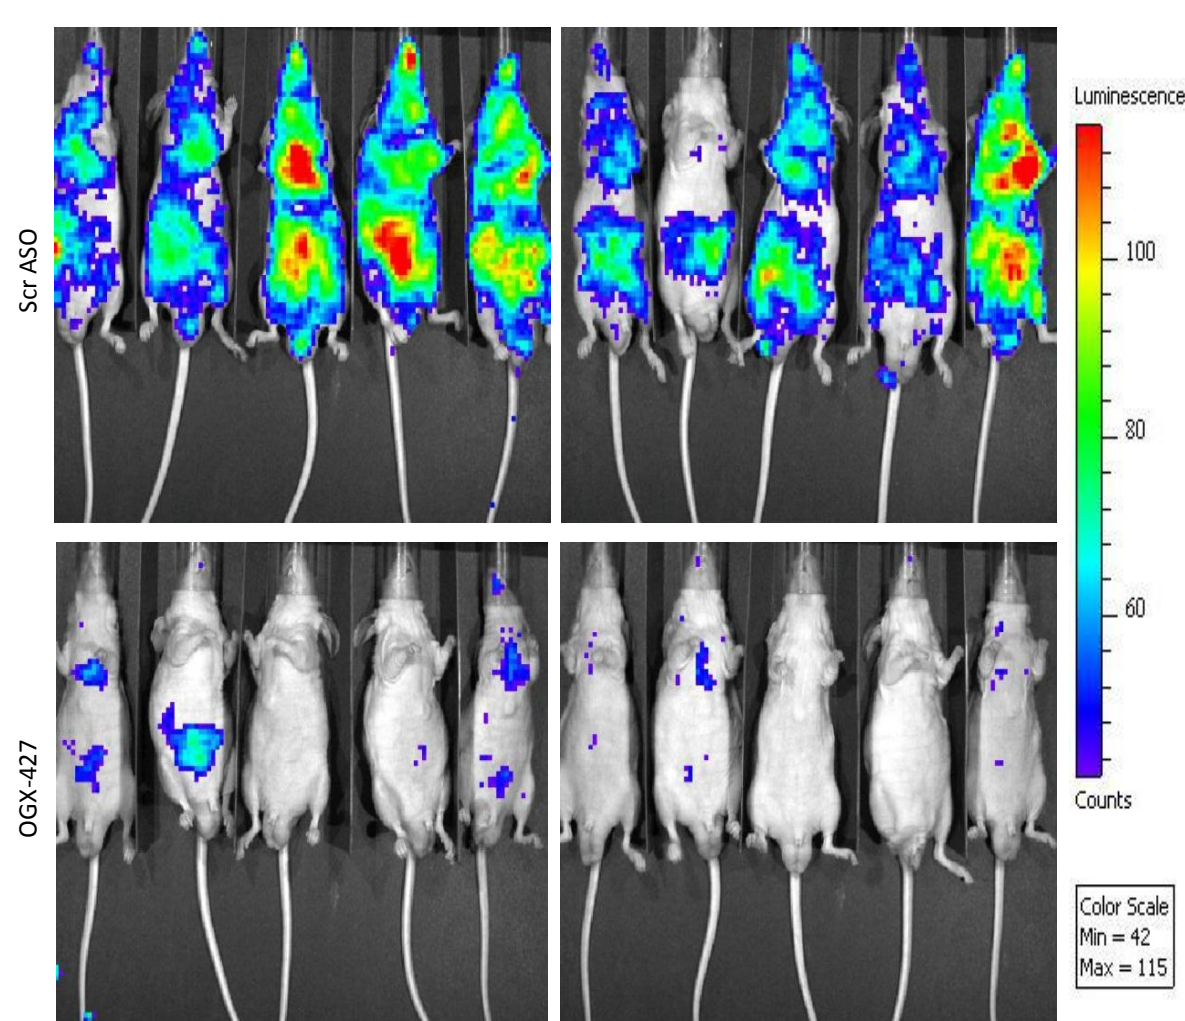 Scr ASO
OGX-427
Luminescence
100
80
60
Counts
Color Scale
Min = 42
Max = 115